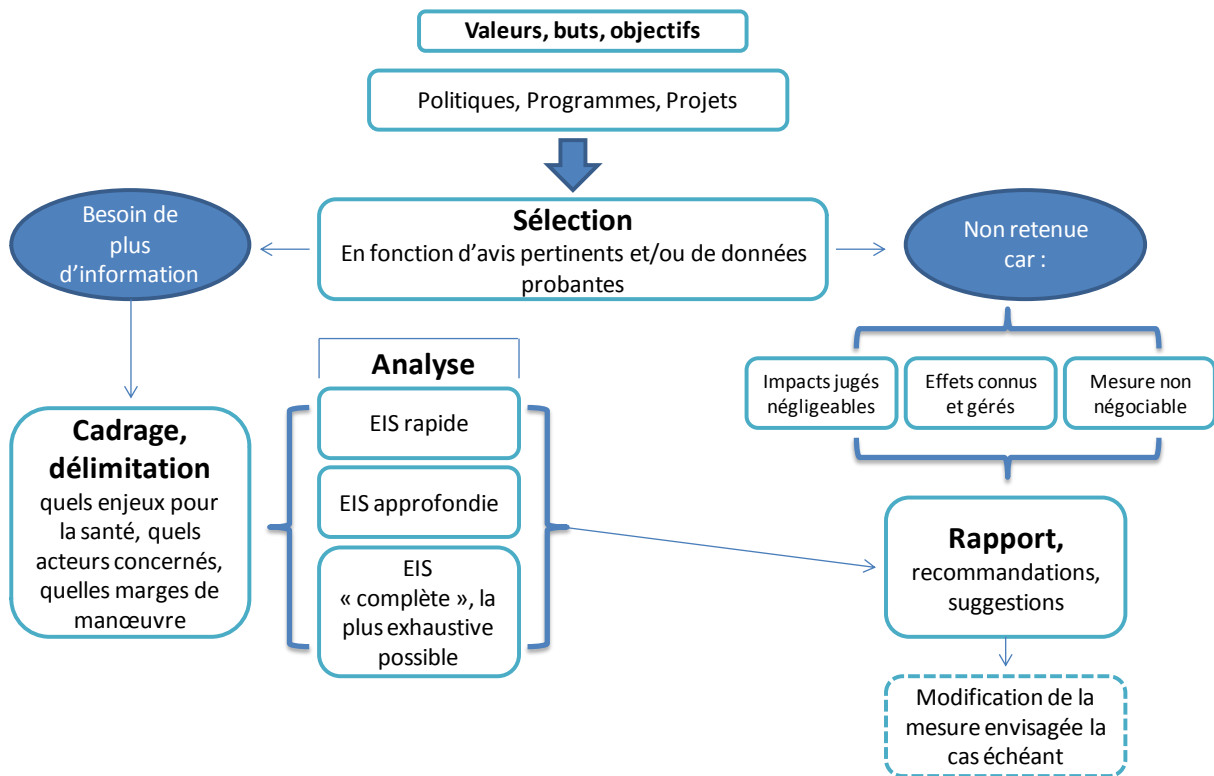 Valeurs, buts, objectifs
Politiques, Programmes, Projets
Besoin de
plus
d’information
Sélection
En fonction d’avis pertinents et/ou de données
probantes
Non retenue
car :
Analyse
EIS rapide
EIS approfondie
EIS
« complète », la
plus exhaustive
possible
Impacts jugés
négligeables
Effets connus
et gérés
Mesure non
négociable
Cadrage,
délimitation
quels enjeux pour
la santé, quels
acteurs concernés,
quelles marges de
manœuvre
Rapport,
recommandations,
suggestions
Modification de la
mesure envisagée la
cas échéant